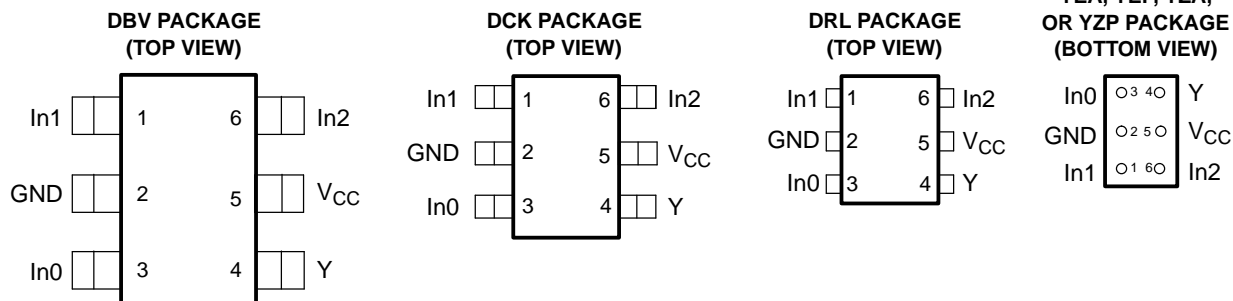 DBV PACKAGE
(TOP VIEW)
In1 1 6 In2
GND 2 5 VCC
In0 3 4 Y
DCK PACKAGE
(TOP VIEW)
In1 1 6 In2
GND 2 5 VCC
In0 3 4 Y
DRL PACKAGE
(TOP VIEW)
In1 1 6 In2
GND 2 5 VCC
In0 3 4 Y
OR YZP PACKAGE
(BOTTOM VIEW)
In0 3 4 Y
GND 2 5 VCC
In1 1 6 In2